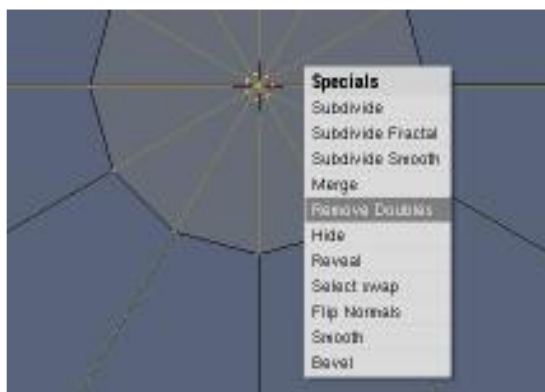 Specials
Subdivide
Subdivide Fractal
Subdivide Smooth
Merge
Remove Doubles
Hide
Reveal
Select swap
Flip Normals
Smooth
Bevel